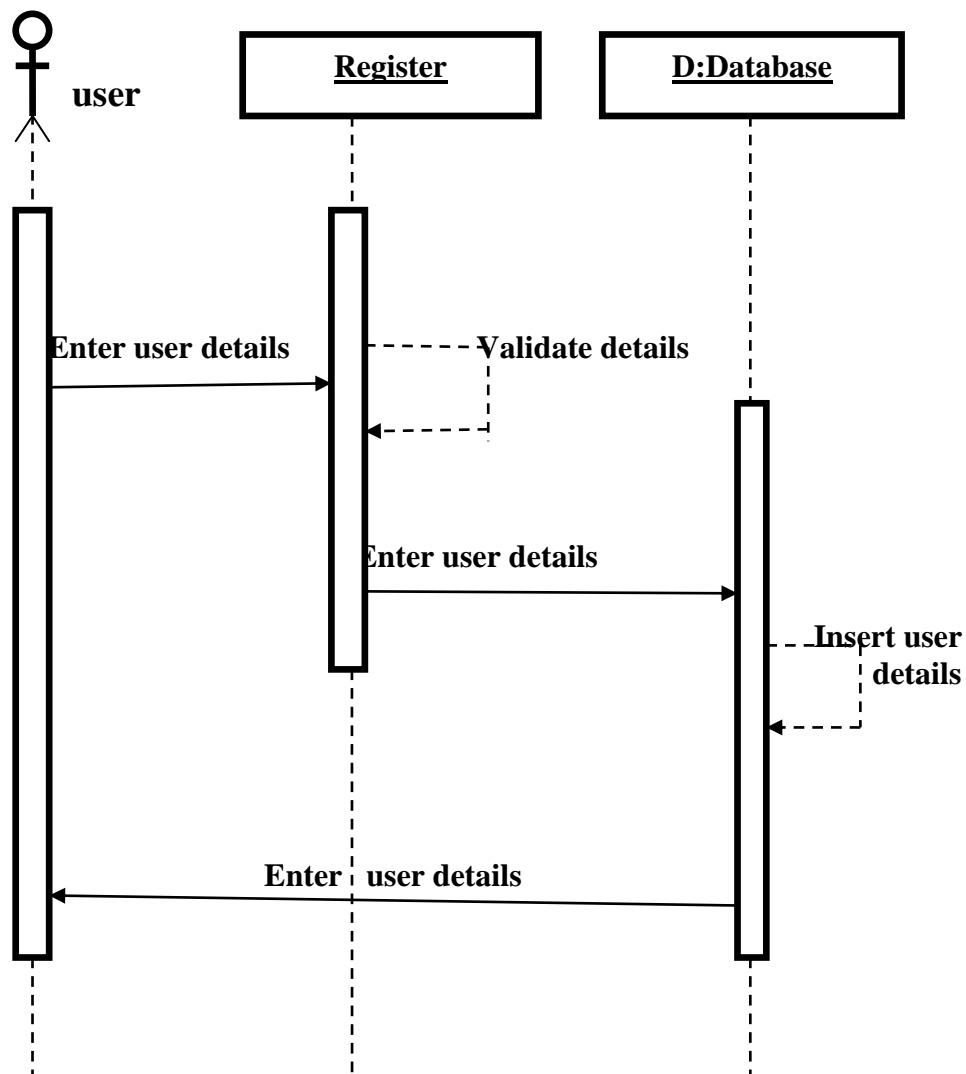 Register
D:Database
user
Enter user details
Validate details
Enter user details
Insert user
details
Enter user details